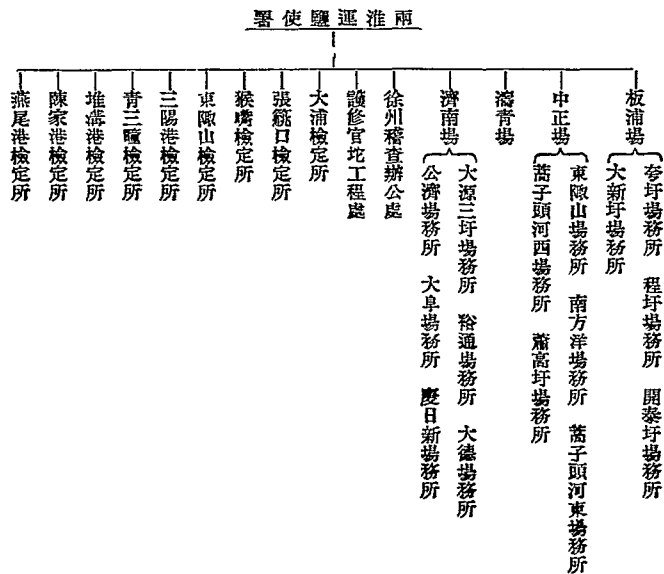 兩淮運鹽使署
板浦場
夸圩場務所 程圩場務所 開泰圩場務所
大新圩場務所
中正場
東陬山場務所 南方洋場務所 蒿子頭河東場務所
蒿子頭河西場務所 蕭高圩場務所
濤青場
濟南場
大源三圩場務所 裕通場務所 大德場務所
公濟場務所 大阜場務所 慶日新場務所
徐州稽查辦公處
護修官坨工程處
大浦檢定所
張䈪口檢定所
猴嘴檢定所
東陬山檢定所
三陽港檢定所
青三疃檢定所
堆溝港檢定所
陳家港檢定所
燕尾港檢定所